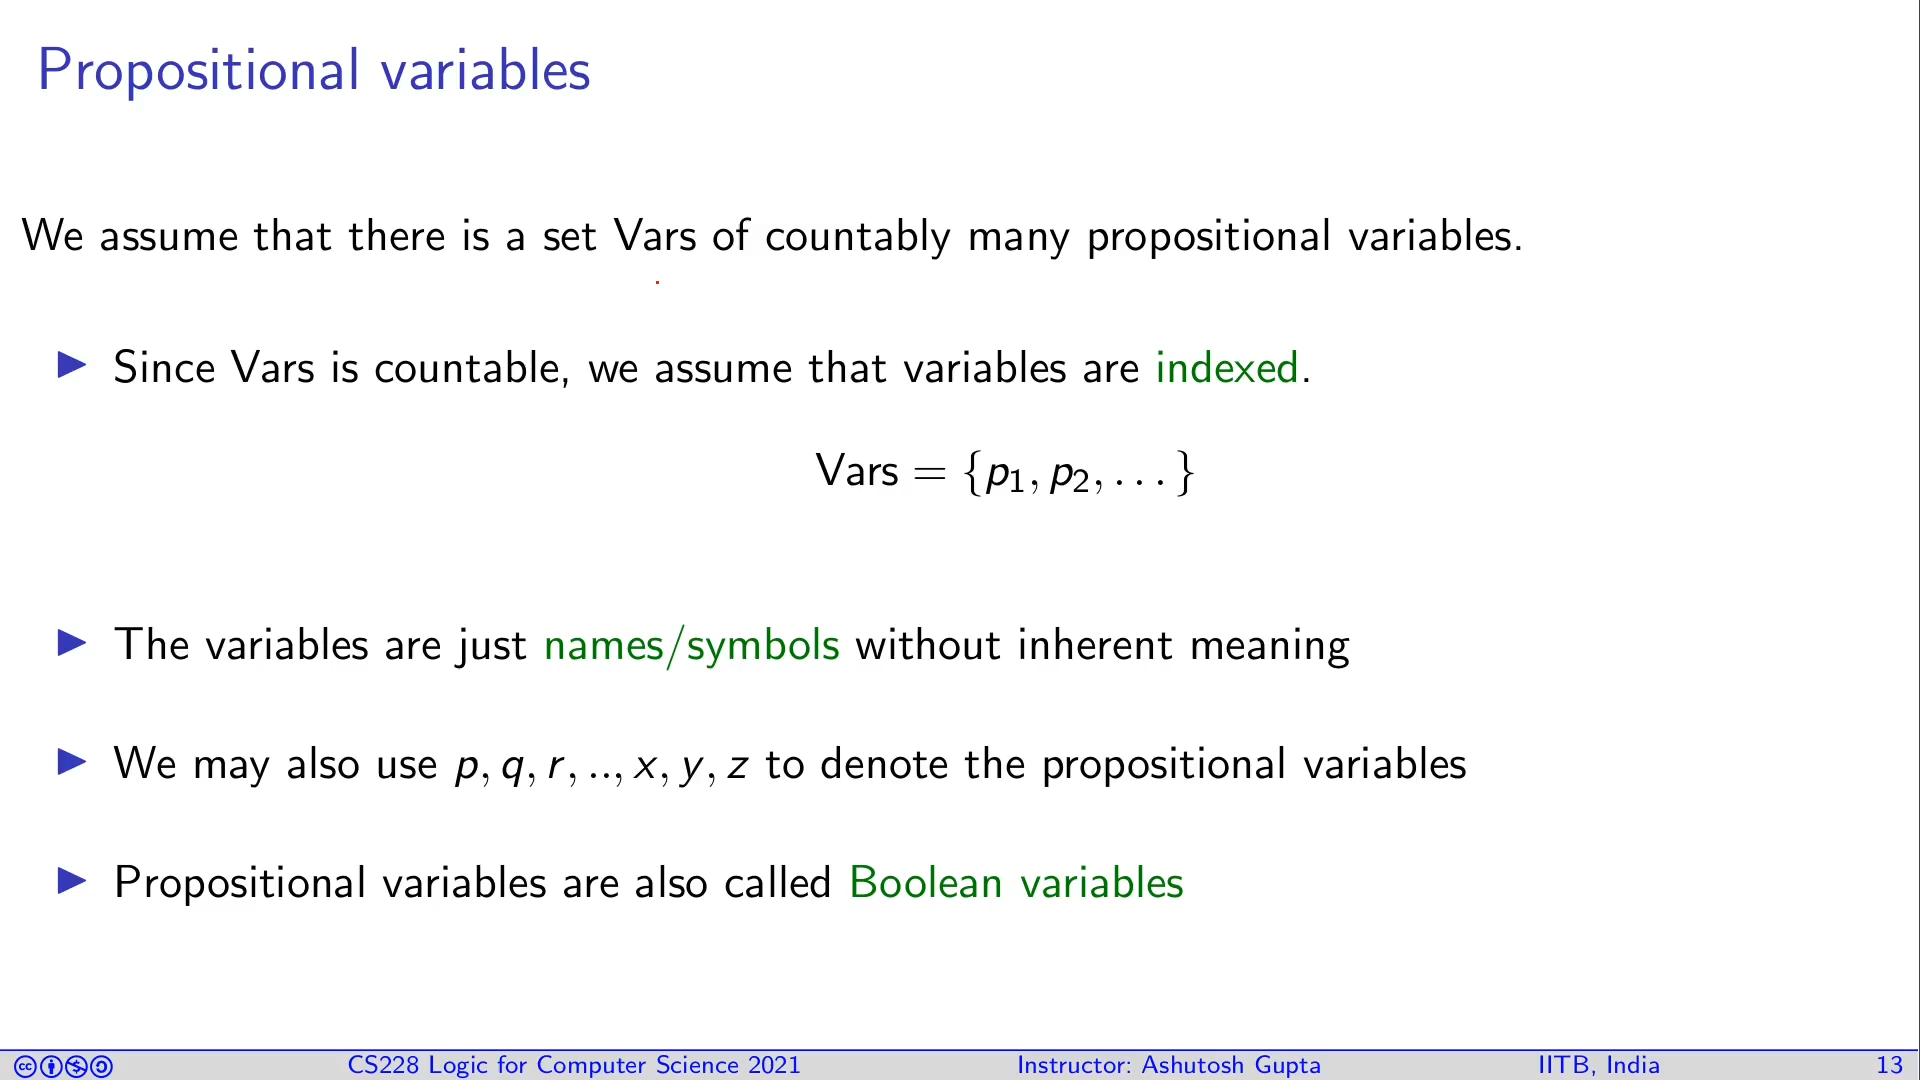 Propositional variables
We assume that there is a set Vars of countably many propositional variables.
▶ Since Vars is countable, we assume that variables are indexed.
Vars = {p₁, p₂, . . . }
▶ The variables are just names/symbols without inherent meaning
▶ We may also use p, q, r, .., x, y, z to denote the propositional variables
▶ Propositional variables are also called Boolean variables
CS228 Logic for Computer Science 2021 Instructor: Ashutosh Gupta IITB, India 13